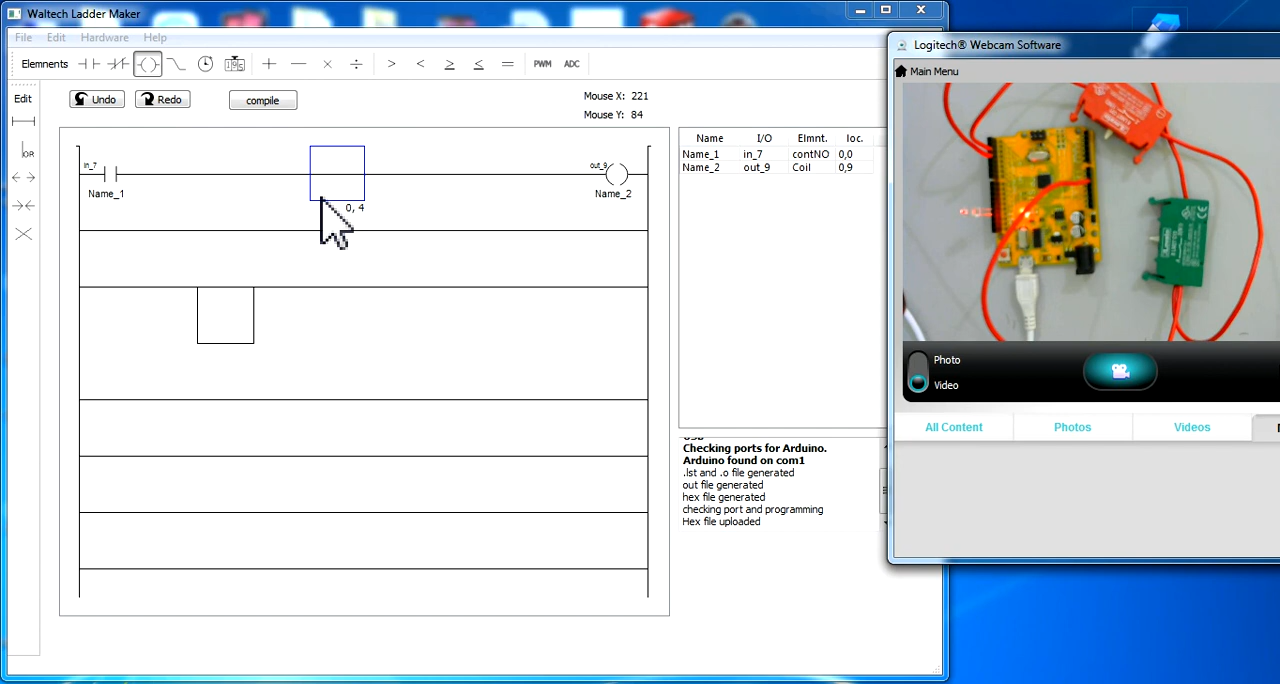 Waltech Ladder Maker
File Edit Hardware Help
Elemnets
PWM ADC
Edit
Undo Redo compile
Mouse X: 221
Mouse Y: 84
OR
in_7
Name_1
0, 4
out_9
Name_2
Name I/O Elmnt. loc.
Name_1 in_7 contNO 0,0
Name_2 out_9 Coil 0,9
Checking ports for Arduino.
Arduino found on com1
.lst and .o file generated
out file generated
hex file generated
checking port and programming
Hex file uploaded
Logitech® Webcam Software
Main Menu
Photo
Video
All Content Photos Videos